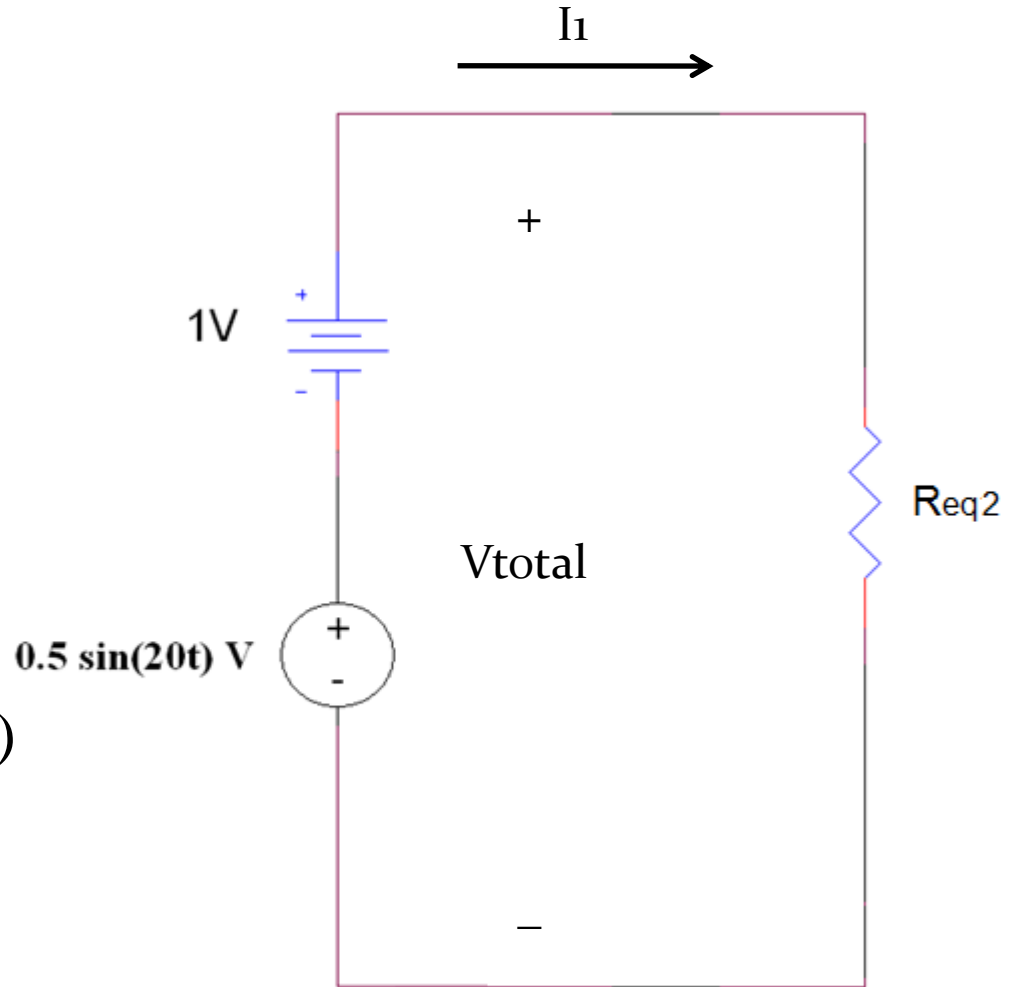 I1
+
+
1V
-
Req2
Vtotal
+
0.5 sin(20t) V
-
)
–